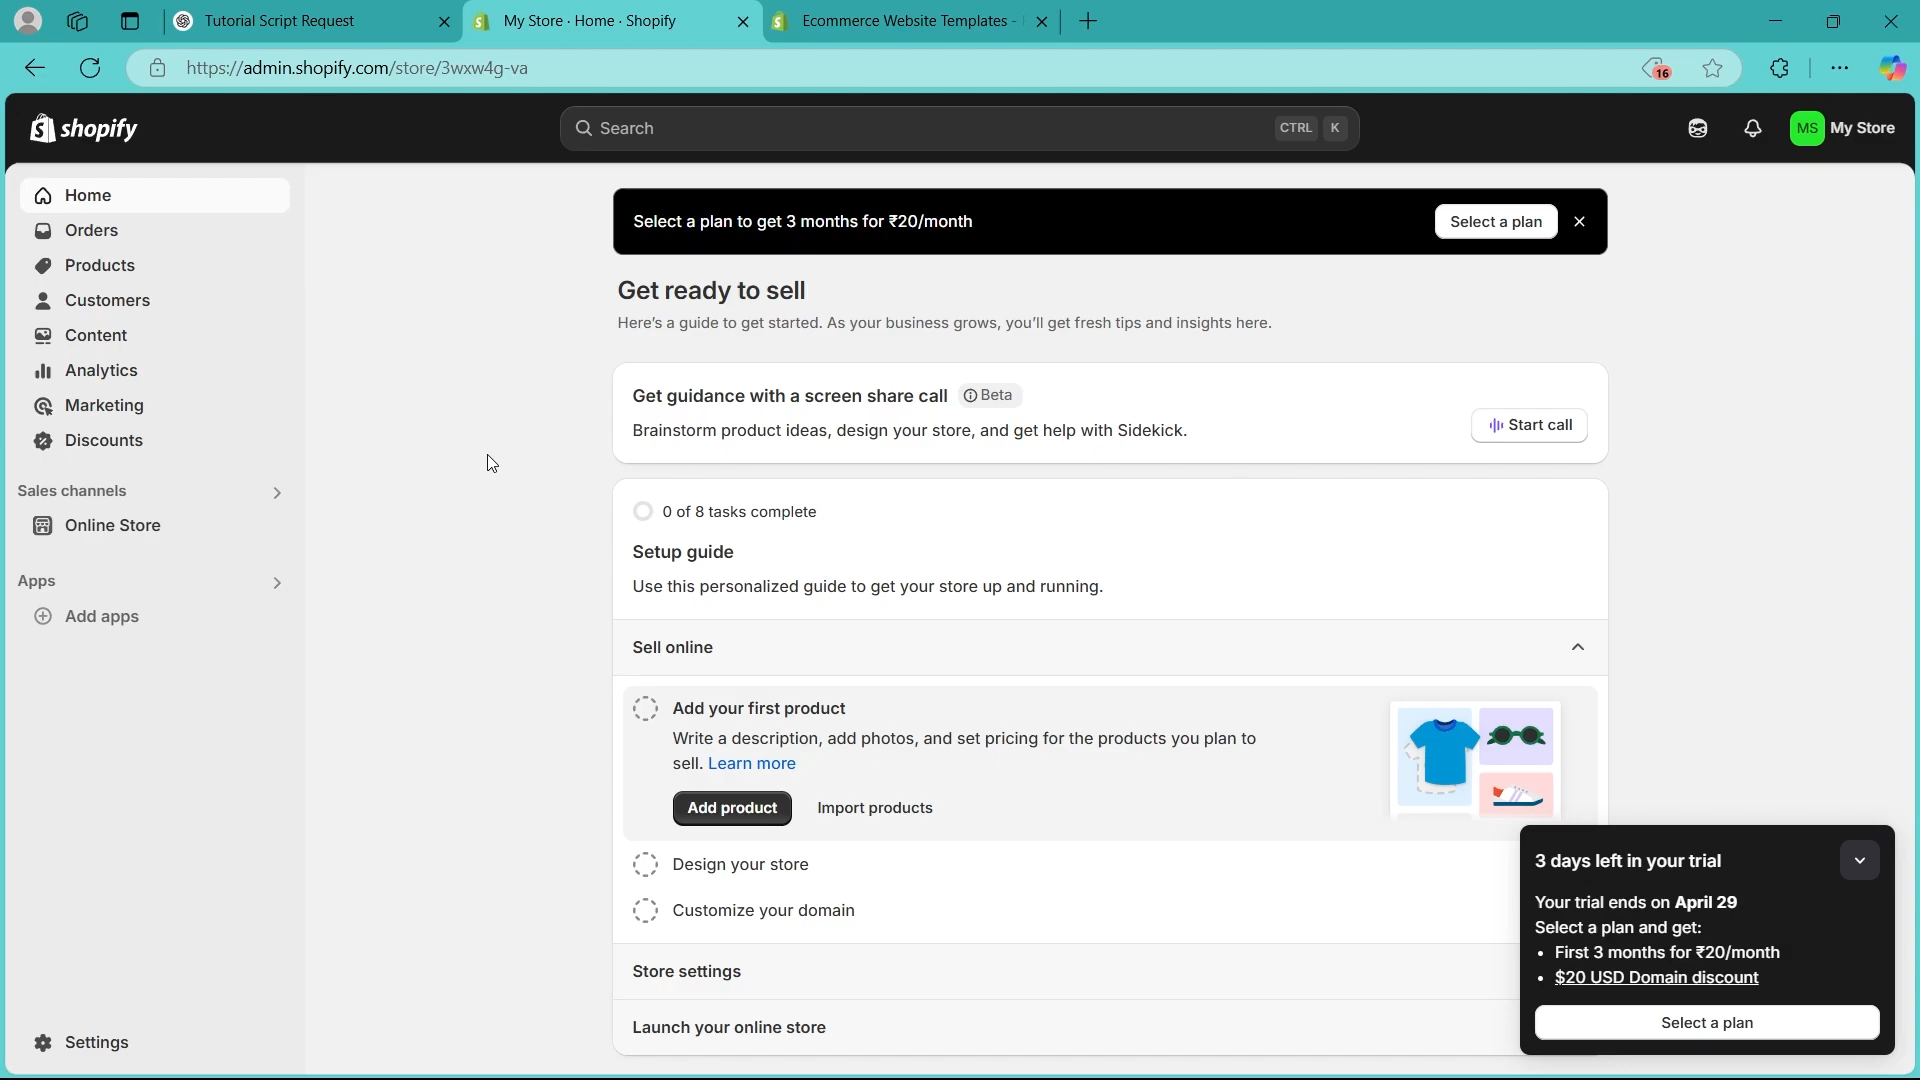 Tutorial Script Request
My Store · Home · Shopify
Ecommerce Website Templates -
https://admin.shopify.com/store/3wxw4g-va
16
shopify
Search
CTRL K
MS My Store
Home
Orders
Products
Customers
Content
Analytics
Marketing
Discounts
Sales channels
Online Store
Apps
Add apps
Settings
Select a plan to get 3 months for ₹20/month
Select a plan
Get ready to sell
Here's a guide to get started. As your business grows, you'll get fresh tips and insights here.
Get guidance with a screen share call Beta
Brainstorm product ideas, design your store, and get help with Sidekick.
Start call
0 of 8 tasks complete
Setup guide
Use this personalized guide to get your store up and running.
Sell online
Add your first product
Write a description, add photos, and set pricing for the products you plan to
sell. Learn more
Add product Import products
Design your store
Customize your domain
Store settings
Launch your online store
3 days left in your trial
Your trial ends on April 29
Select a plan and get:
• First 3 months for ₹20/month
• $20 USD Domain discount
Select a plan